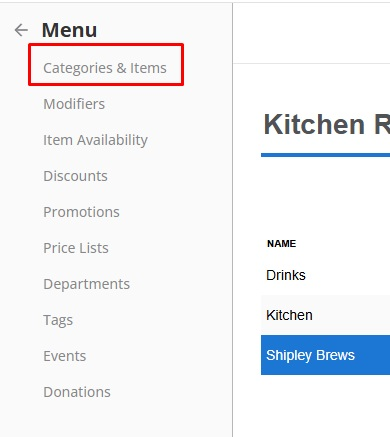 Menu
Categories & Items
Modifiers
Item Availability
Discounts
Promotions
Price Lists
Departments
Tags
Events
Donations
Kitchen R
NAME
Drinks
Kitchen
Shipley Brews